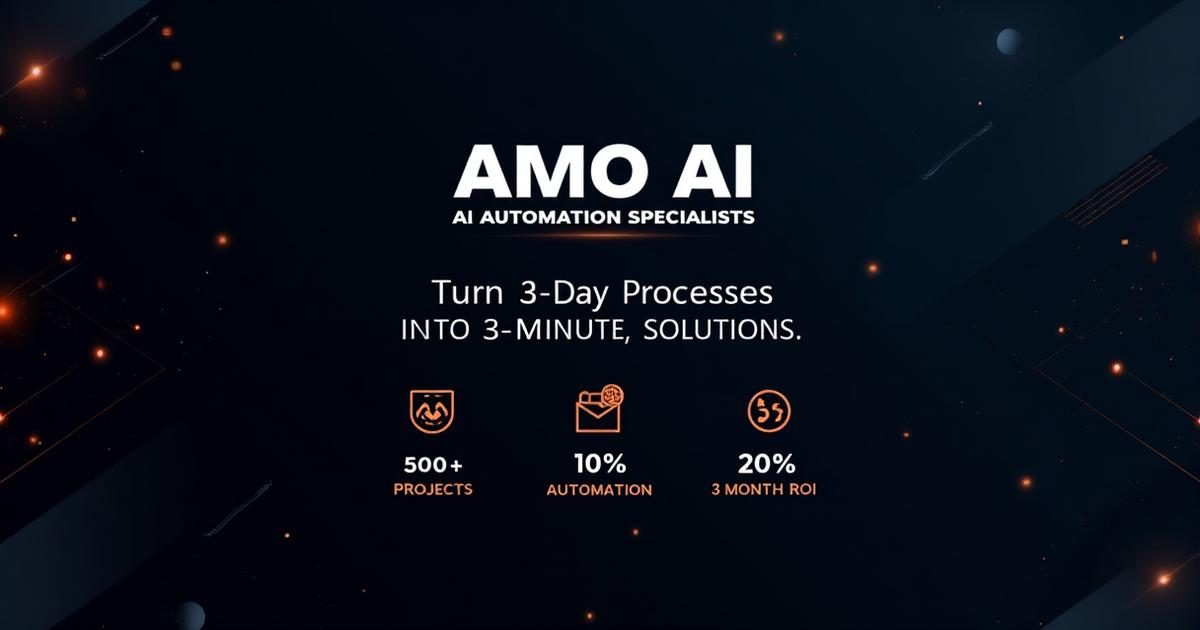 AMO AI
AI AUTOMATION SPECIALISTS
Turn 3-Day Processes
INTO 3-MINUTE, SOLUTIONS.
500+ 10% 20%
PROJECTS AUTOMATION 3 MONTH ROI